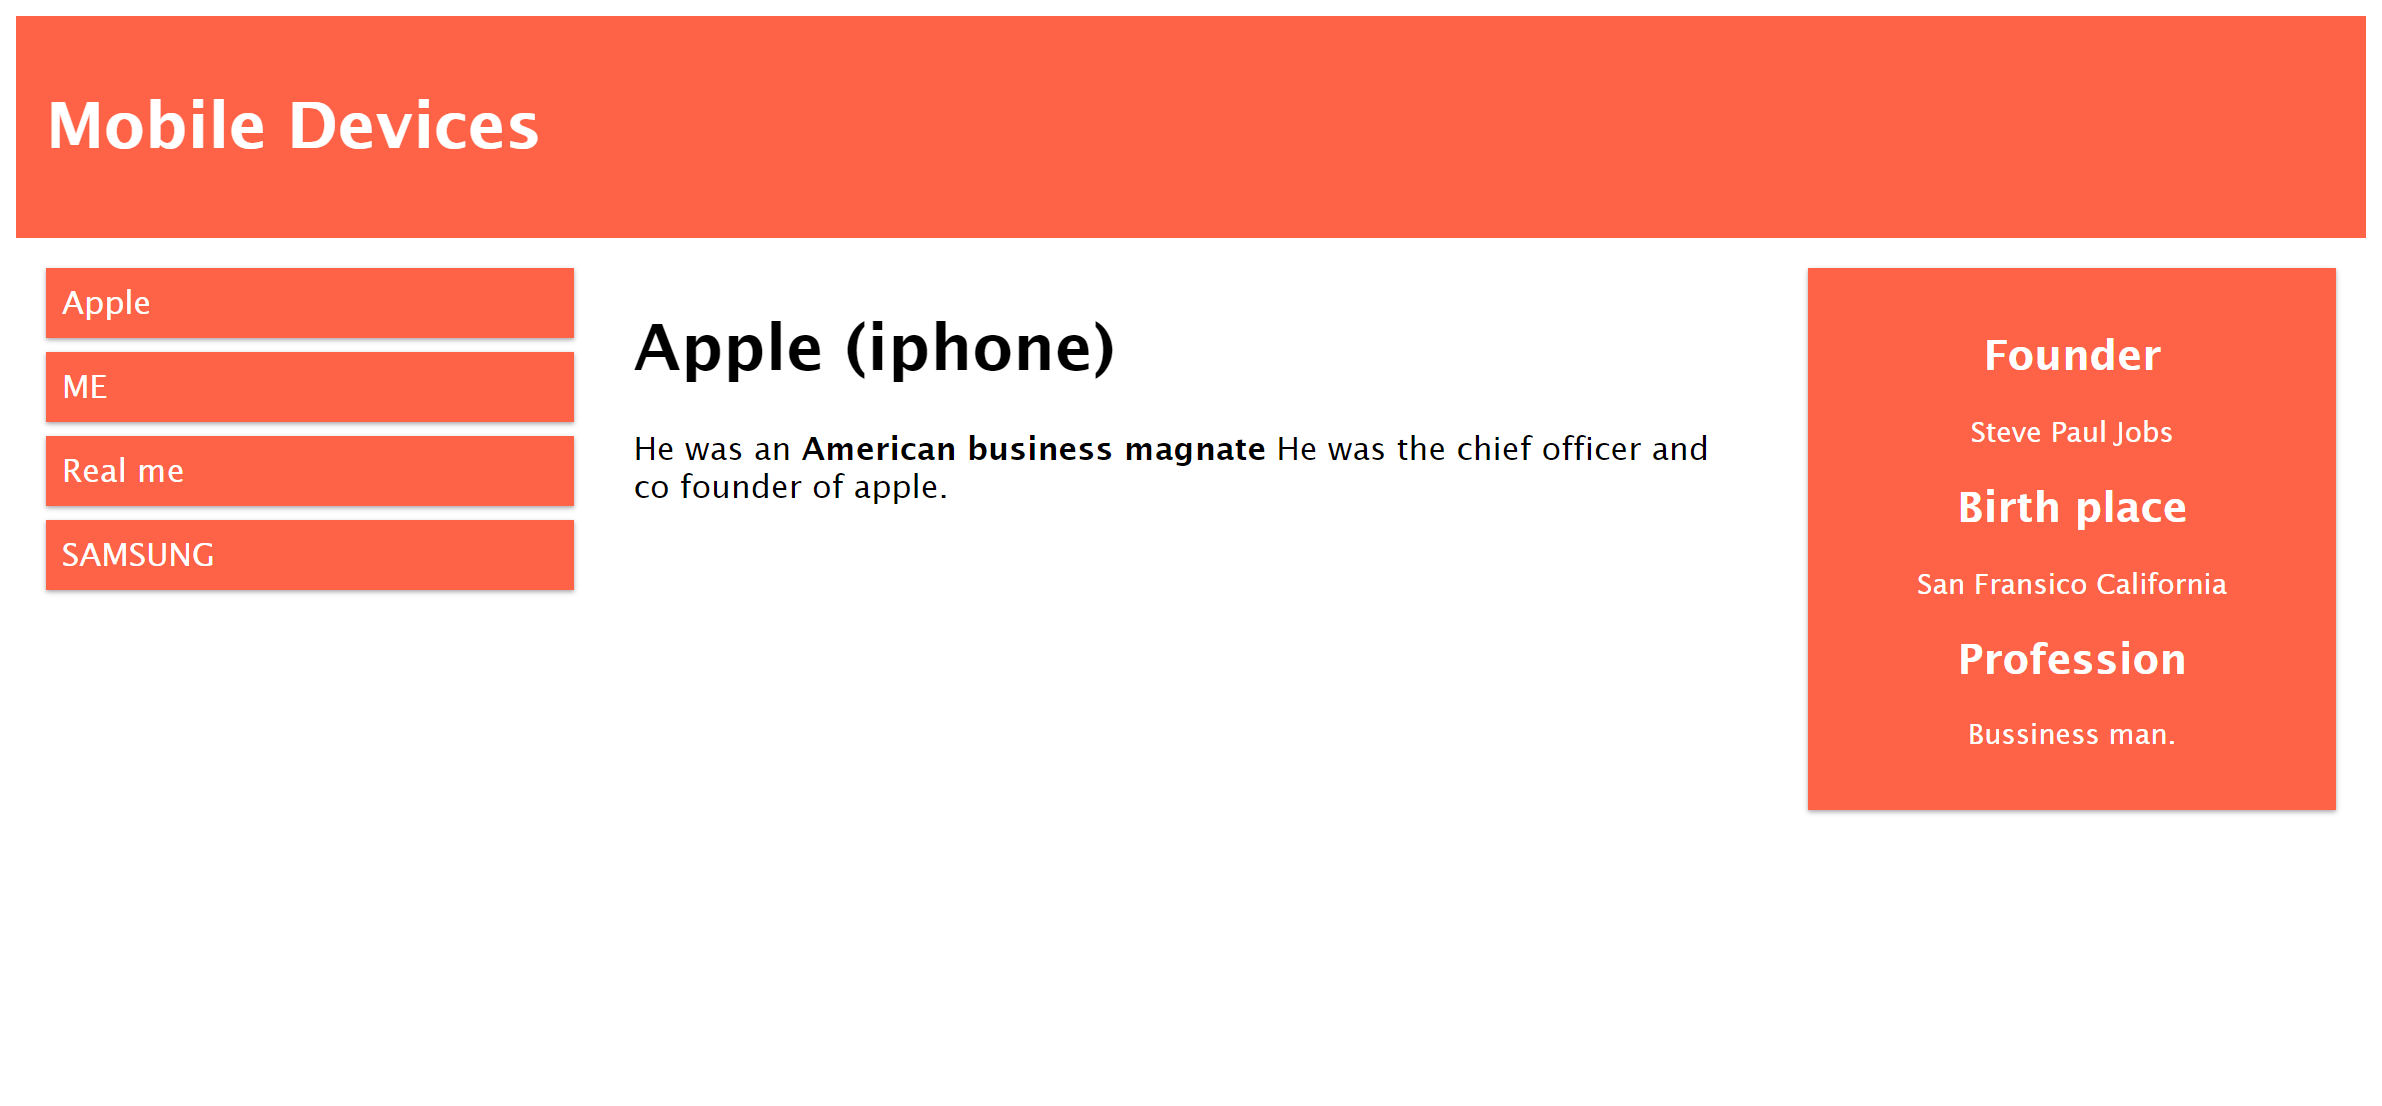 Mobile Devices
Apple
ME
Real me
SAMSUNG
Apple (iphone)
He was an American business magnate He was the chief officer and
co founder of apple.
Founder
Steve Paul Jobs
Birth place
San Fransico California
Profession
Bussiness man.